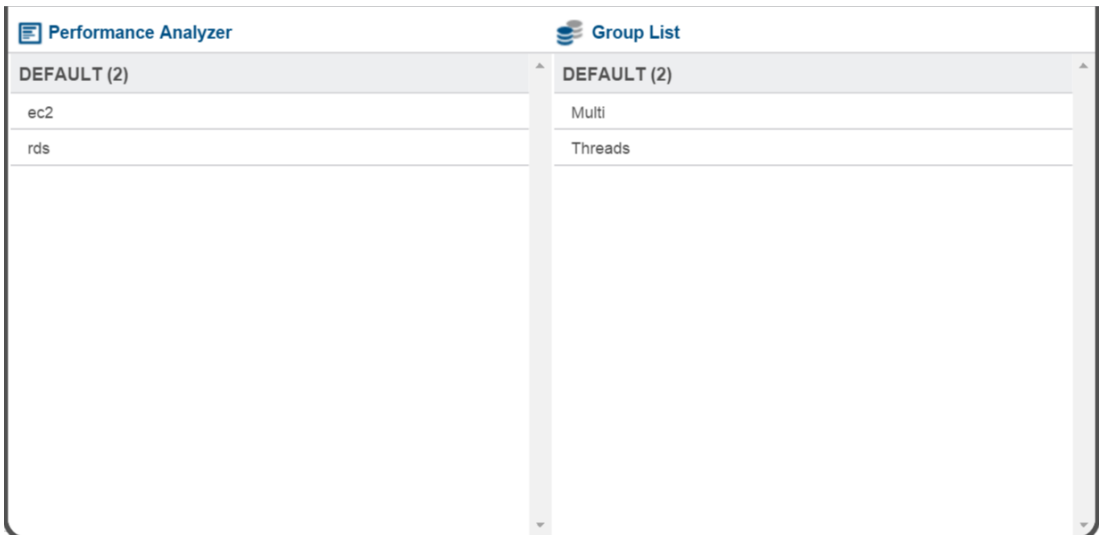 Performance Analyzer
DEFAULT (2)
ec2
rds
Group List
DEFAULT (2)
Multi
Threads